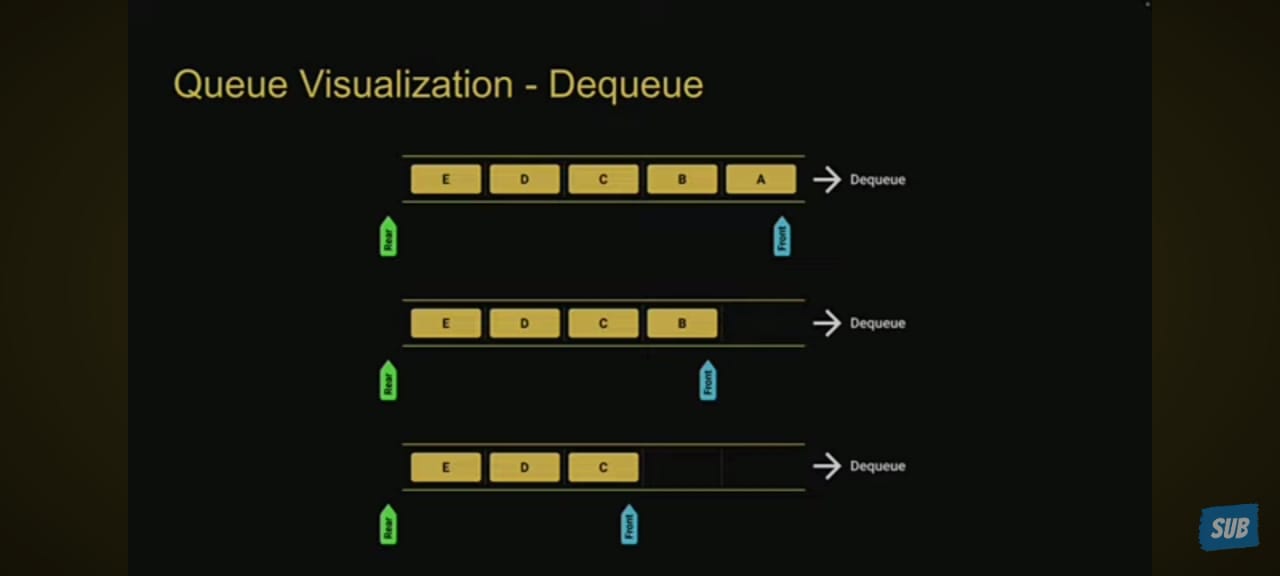 Queue Visualization - Dequeue
E D C B A Dequeue
Rear Front
E D C B Dequeue
Rear Front
E D C Dequeue
Rear Front
SUB